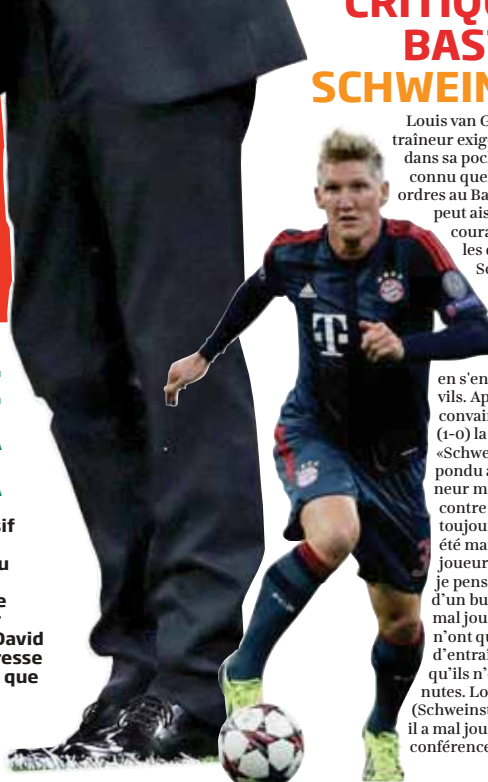 CRITIQU
BAST
SCHWEIN
Louis van G
traîneur exig
dans sa poc
connu que
ordres au Ba
peut ais
coura
les
Sc
en s'en
vils. Ap
convain
(1-0) la
«Schwe
pondu a
neur m
contre
toujou
été ma
joueur
je pens
d'un bu
mal jou
n'ont qu
d'entraî
qu'ils n'
nutes. Lo
(Schweinst
il a mal jou
conférence
sif
u
e
David
resse
que
T